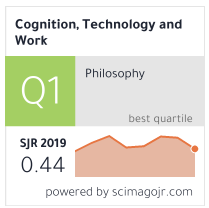 Cognition, Technology and
Work
Q1
Philosophy
best quartile
SJR 2019
0.44
powered by scimagojr.com